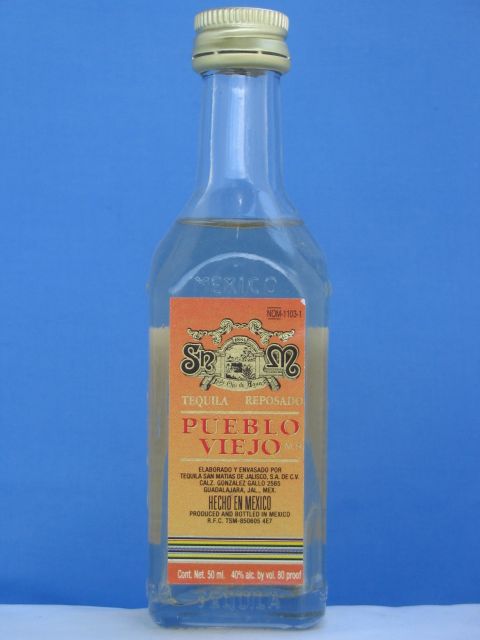 MEXICO
NOM-1103-1
S M
TEQUILA REPOSADO
PUEBLO
VIEJO M.R.
ELABORADO Y ENVASADO POR
TEQUILA SAN MATIAS DE JALISCO, S.A. DE C.V.
CALZ. GONZALEZ GALLO 2565
GUADALAJARA, JAL., MEX.
HECHO EN MEXICO
PRODUCED AND BOTTLED IN MEXICO
R.F.C. TSM-850605 4E7
Cont. Net. 50 ml. 40% alc. by vol. 80 proof
TEQUILA